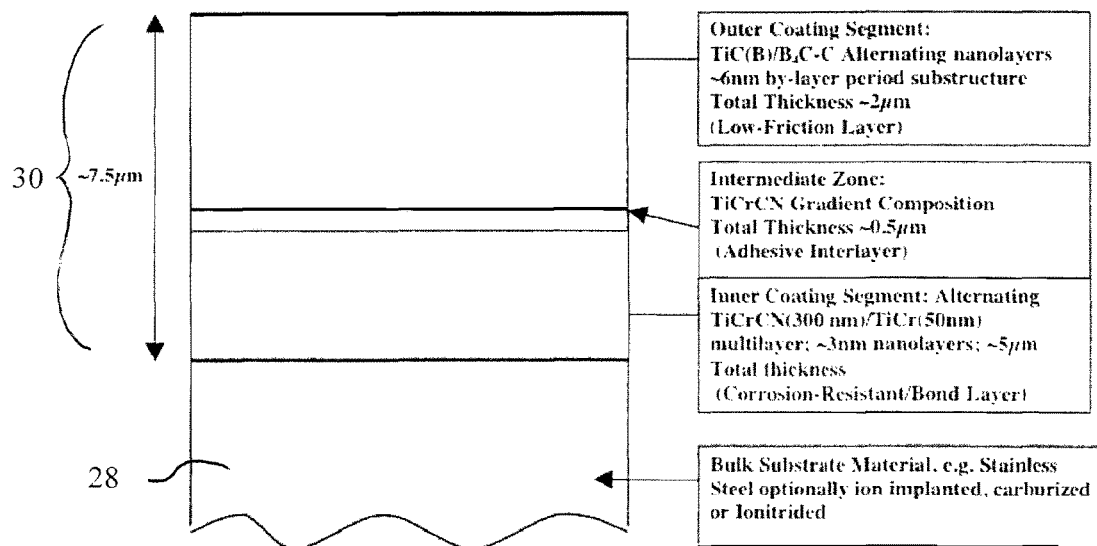 Outer Coating Segment:
TiC(B)/B₄C-C Alternating nanolayers
~6nm by-layer period substructure
Total Thickness ~2µm
(Low-Friction Layer)
30
~7.5µm
Intermediate Zone:
TiCrCN Gradient Composition
Total Thickness ~0.5µm
(Adhesive Interlayer)
Inner Coating Segment: Alternating
TiCrCN(300 nm)/TiCr(50nm)
multilayer; ~3nm nanolayers; ~5µm
Total thickness
(Corrosion-Resistant/Bond Layer)
28
Bulk Substrate Material, e.g. Stainless
Steel optionally ion implanted, carburized
or Ionitrided